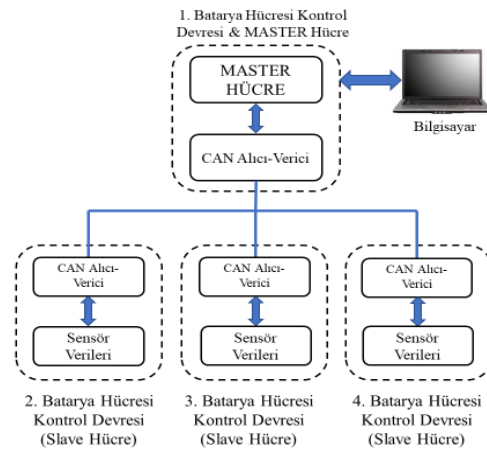 1. Batarya Hücresi Kontrol
Devresi & MASTER Hücre
MASTER
HÜCRE
Bilgisayar
CAN Alıcı-Verici
CAN Alıcı-
Verici
Sensör
Verileri
2. Batarya Hücresi
Kontrol Devresi
(Slave Hücre)
CAN Alıcı-
Verici
Sensör
Verileri
3. Batarya Hücresi
Kontrol Devresi
(Slave Hücre)
CAN Alıcı-
Verici
Sensör
Verileri
4. Batarya Hücresi
Kontrol Devresi
(Slave Hücre)